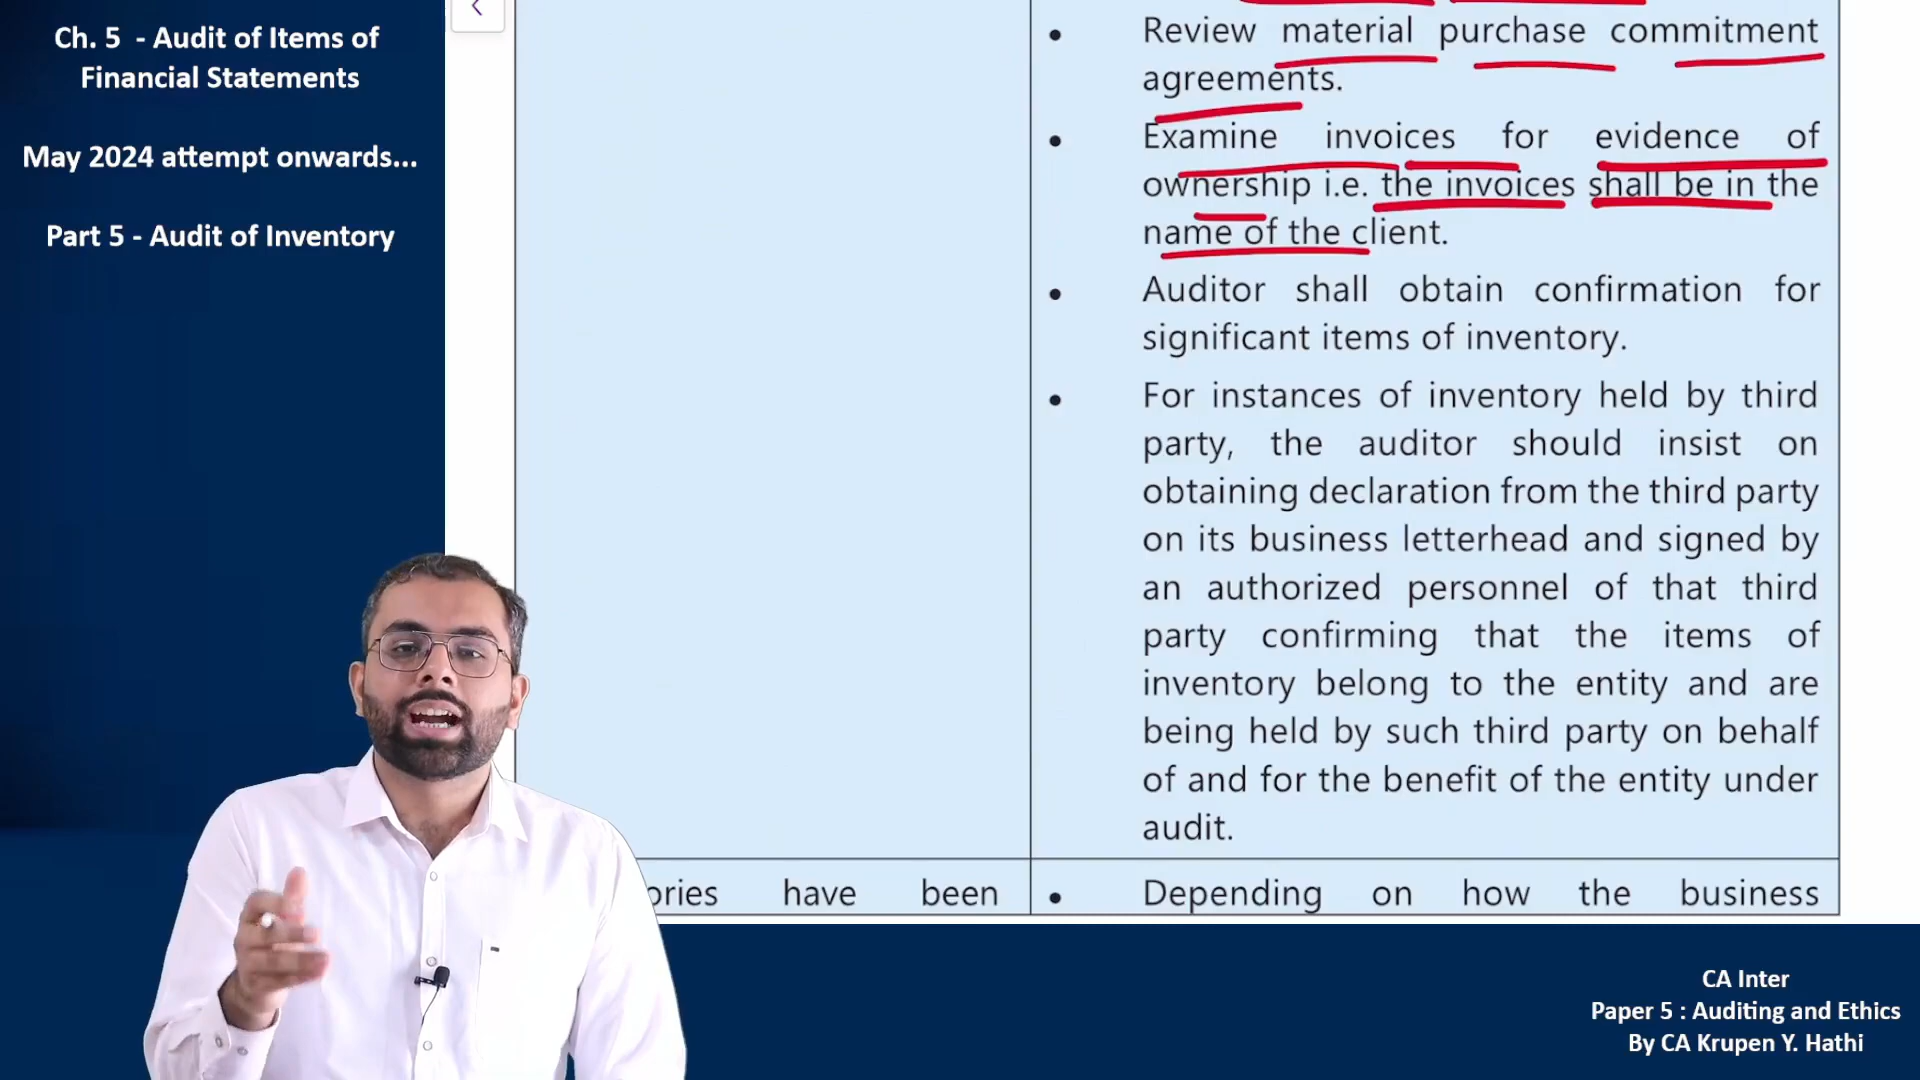 Ch. 5 - Audit of Items of
Financial Statements
May 2024 attempt onwards...
Part 5 - Audit of Inventory
• Review material purchase commitment
agreements.
• Examine invoices for evidence of
ownership i.e. the invoices shall be in the
name of the client.
• Auditor shall obtain confirmation for
significant items of inventory.
• For instances of inventory held by third
party, the auditor should insist on
obtaining declaration from the third party
on its business letterhead and signed by
an authorized personnel of that third
party confirming that the items of
inventory belong to the entity and are
being held by such third party on behalf
of and for the benefit of the entity under
audit.
ories have been
• Depending on how the business
CA Inter
Paper 5 : Auditing and Ethics
By CA Krupen Y. Hathi